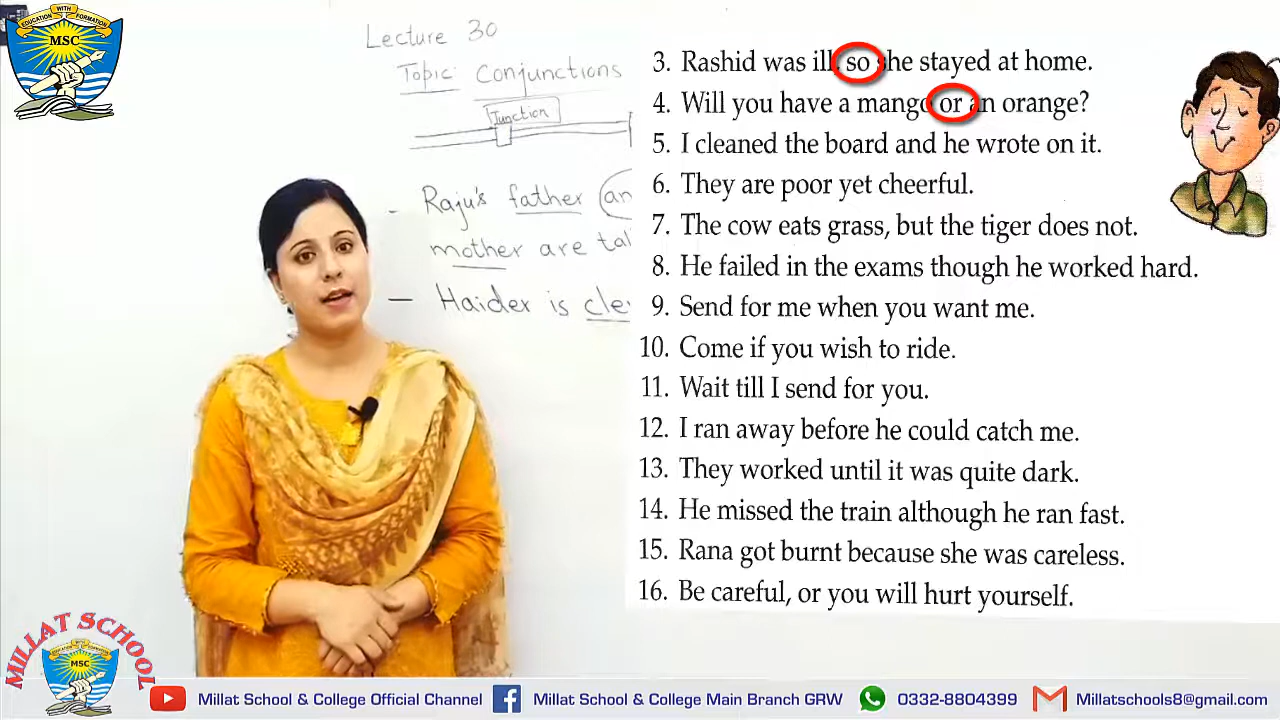 EDUCATION WITH FORMATION
MSC
Lecture 30
Topic: Conjunctions
Junction
- Raju's father
mother are
— Haider is
3. Rashid was ill, so she stayed at home.
4. Will you have a mango or an orange?
5. I cleaned the board and he wrote on it.
6. They are poor yet cheerful.
7. The cow eats grass, but the tiger does not.
8. He failed in the exams though he worked hard.
9. Send for me when you want me.
10. Come if you wish to ride.
11. Wait till I send for you.
12. I ran away before he could catch me.
13. They worked until it was quite dark.
14. He missed the train although he ran fast.
15. Rana got burnt because she was careless.
16. Be careful, or you will hurt yourself.
MILLAT SCHOOL
MSC
Millat School & College Official Channel
Millat School & College Main Branch GRW
0332-8804399
Millatschools8@gmail.com